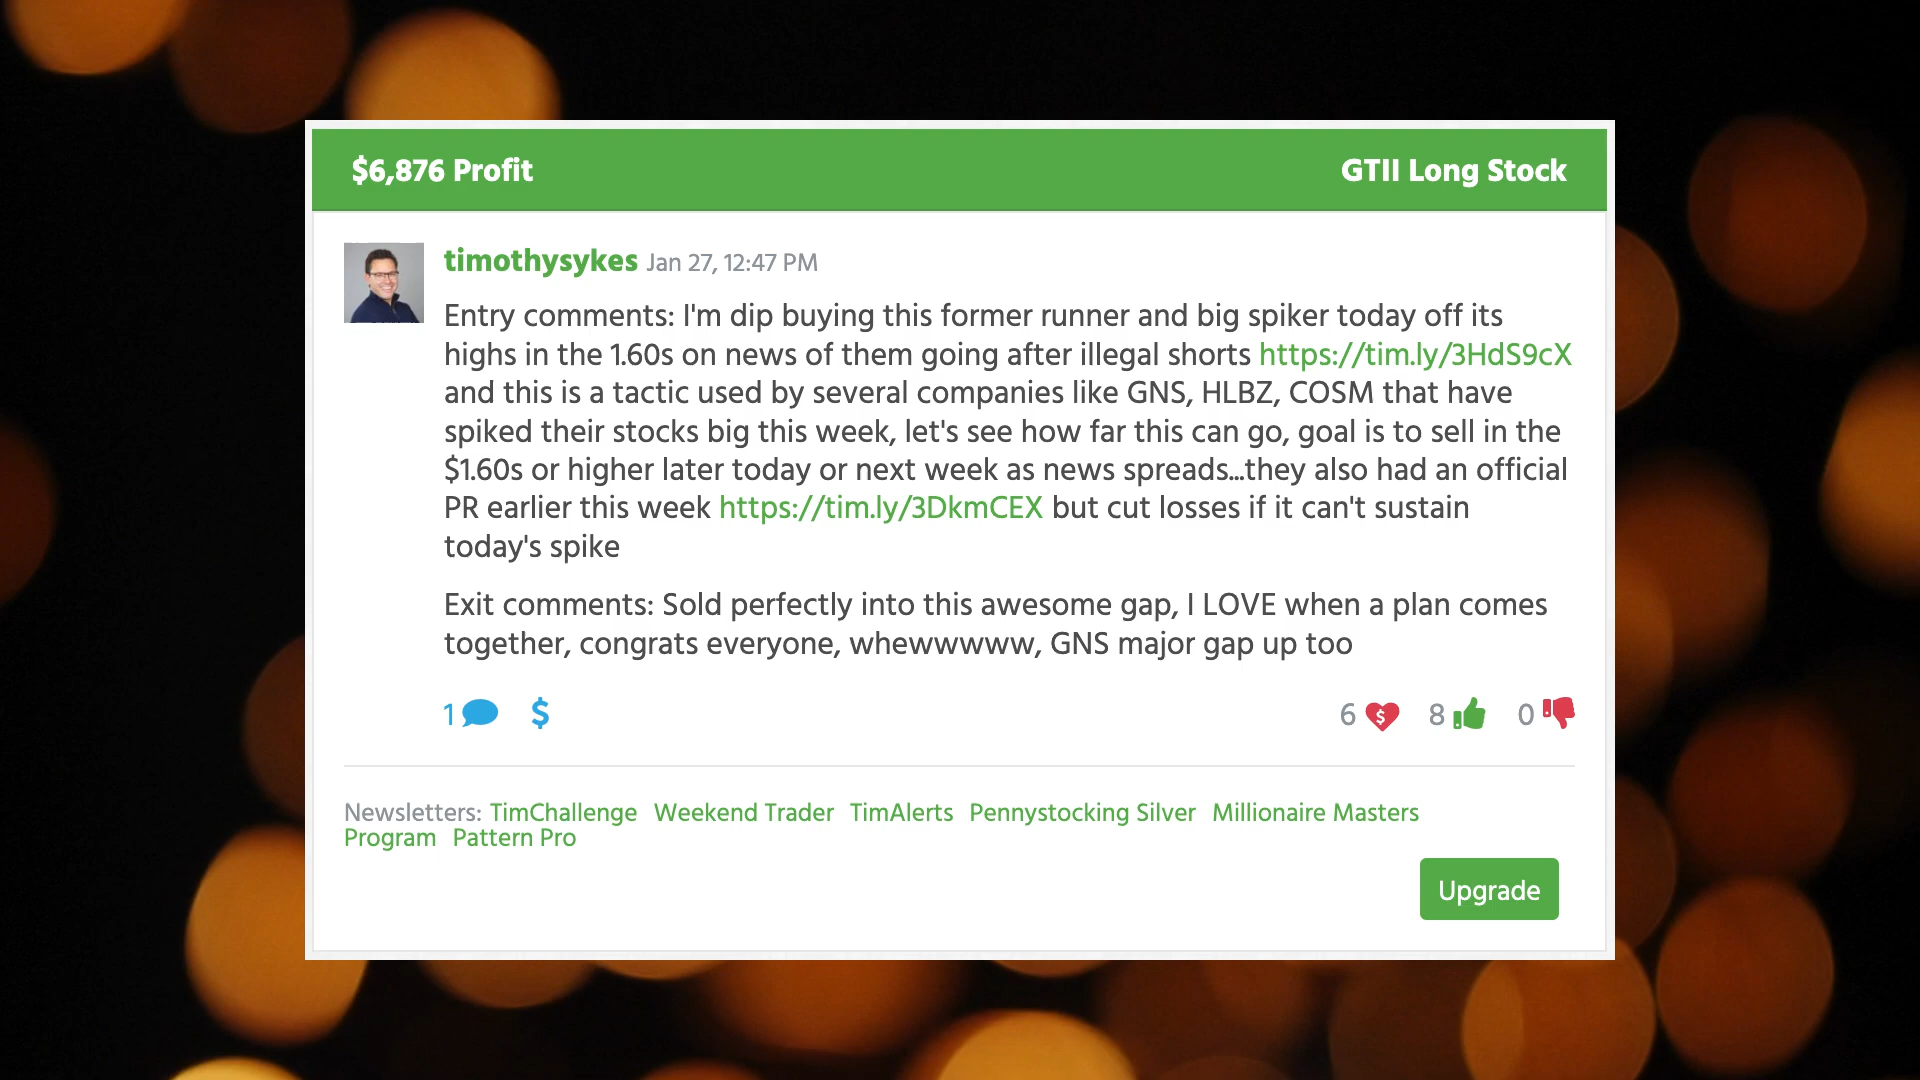 $6,876 Profit
GTII Long Stock
timothysykes Jan 27, 12:47 PM
Entry comments: I'm dip buying this former runner and big spiker today off its
highs in the 1.60s on news of them going after illegal shorts https://tim.ly/3HdS9cX
and this is a tactic used by several companies like GNS, HLBZ, COSM that have
spiked their stocks big this week, let's see how far this can go, goal is to sell in the
$1.60s or higher later today or next week as news spreads...they also had an official
PR earlier this week https://tim.ly/3DkmCEX but cut losses if it can't sustain
today's spike
Exit comments: Sold perfectly into this awesome gap, I LOVE when a plan comes
together, congrats everyone, whewwwww, GNS major gap up too
1 $ 6 $ 8 0
Newsletters: TimChallenge Weekend Trader TimAlerts Pennystocking Silver Millionaire Masters
Program Pattern Pro
Upgrade